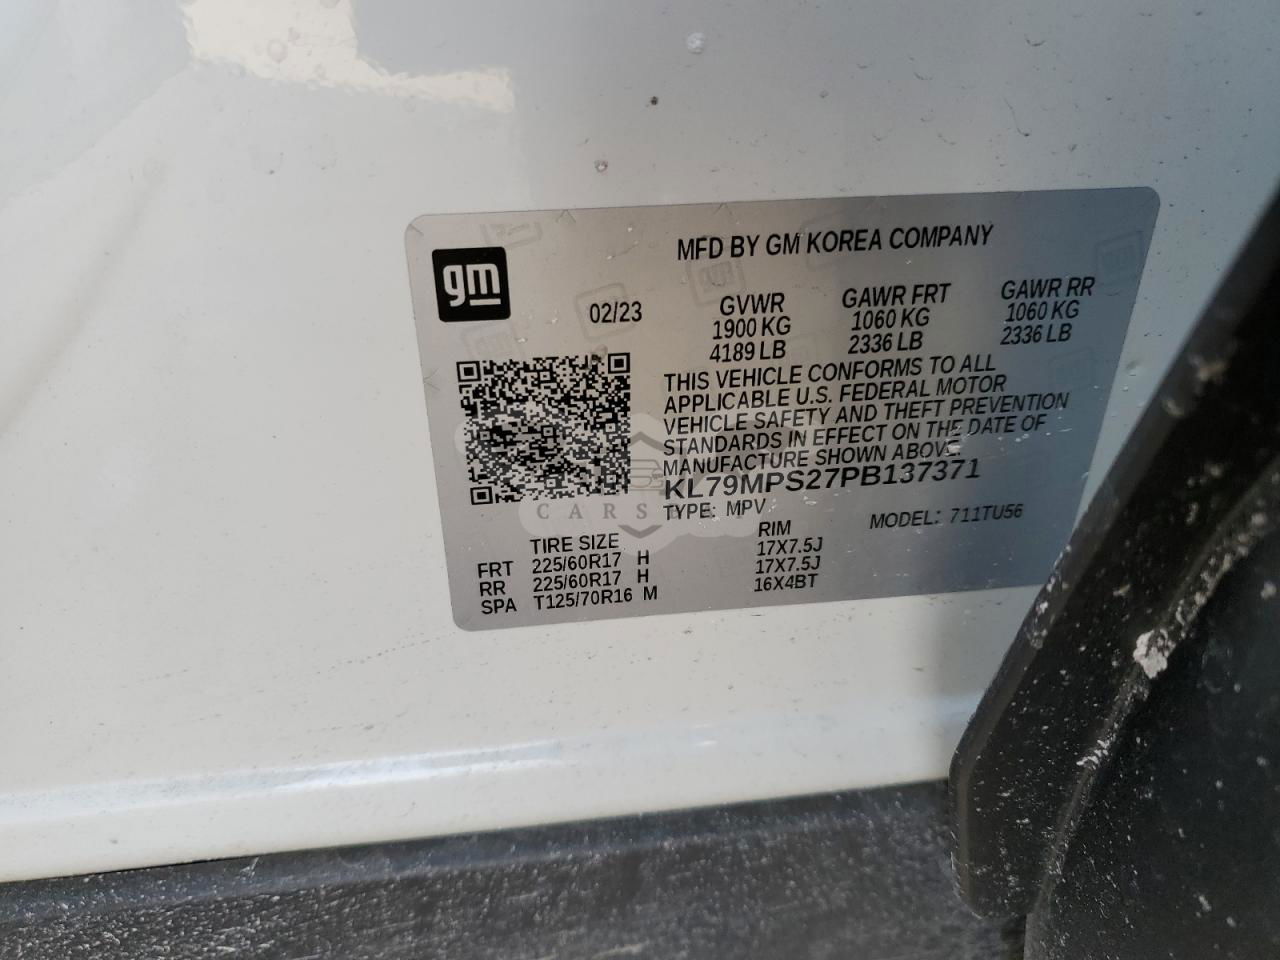 gm
MFD BY GM KOREA COMPANY
02/23
GVWR GAWR FRT GAWR RR
1900 KG 1060 KG 1060 KG
4189 LB 2336 LB 2336 LB
THIS VEHICLE CONFORMS TO ALL
APPLICABLE U.S. FEDERAL MOTOR
VEHICLE SAFETY AND THEFT PREVENTION
STANDARDS IN EFFECT ON THE DATE OF
MANUFACTURE SHOWN ABOVE.
KL79MPS27PB137371
TYPE: MPV MODEL: 711TU56
TIRE SIZE RIM
FRT 225/60R17 H 17X7.5J
RR 225/60R17 H 17X7.5J
SPA T125/70R16 M 16X4BT